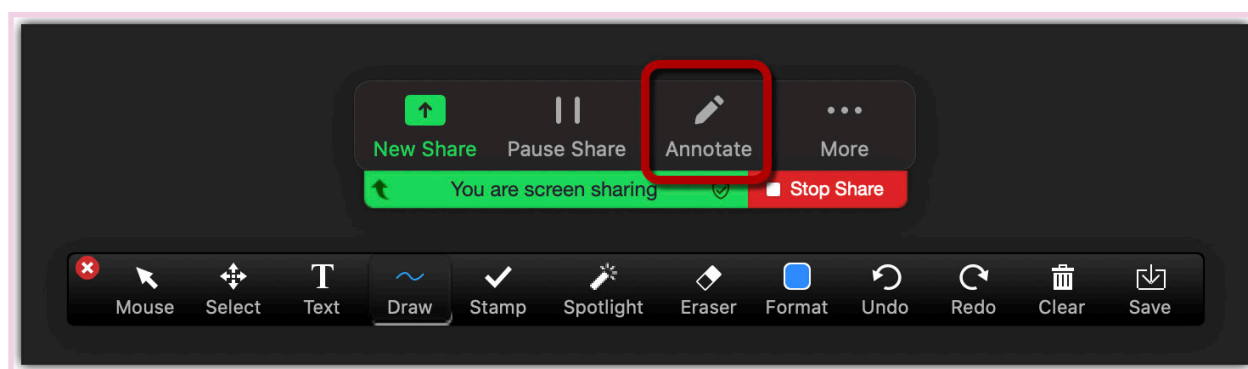 New Share Pause Share Annotate More
You are screen sharing Stop Share
Mouse Select Text Draw Stamp Spotlight Eraser Format Undo Redo Clear Save